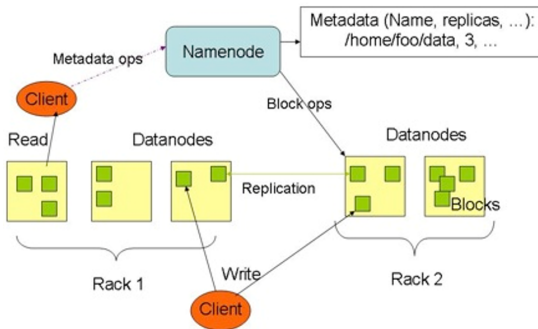 Metadata (Name, replicas, ...):
/home/foo/data, 3, ...
Namenode
Metadata ops
Client
Block ops
Read
Datanodes
Datanodes
Replication
Blocks
Rack 1
Write
Rack 2
Client